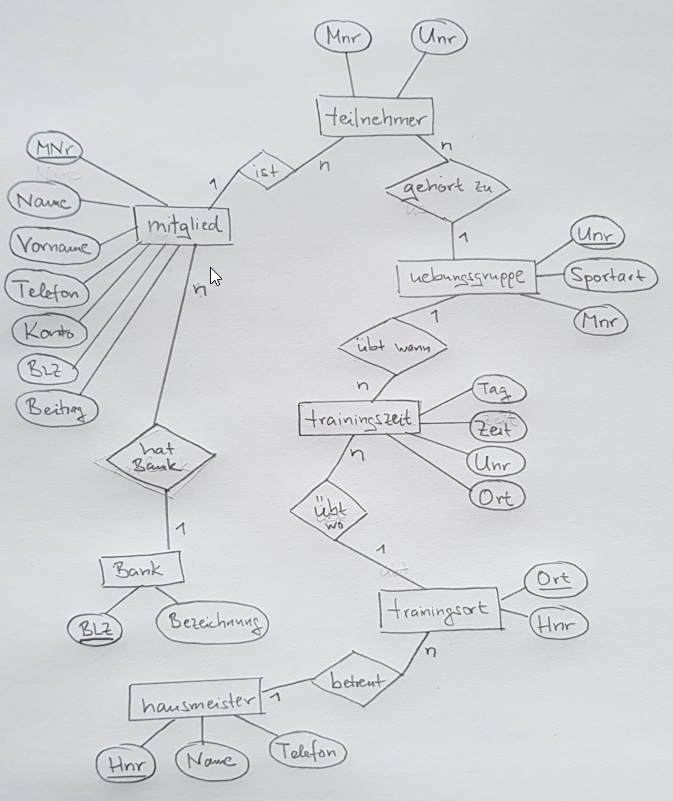 Mnr
Unr
teilnehmer
MNr
ist
1
n
n
gehört zu
Name
mitglied
1
Unr
Vorname
uebungsgruppe
Sportart
Telefon
n
1
Mnr
Konto
übt wann
BLZ
n
Tag
Beitrag
trainingszeit
Zeit
hat
Bank
n
Unr
Ort
übt
wo
1
1
Bank
Ort
trainingsort
BLZ
Bezeichnung
Hnr
n
betreut
hausmeister
1
Hnr
Name
Telefon